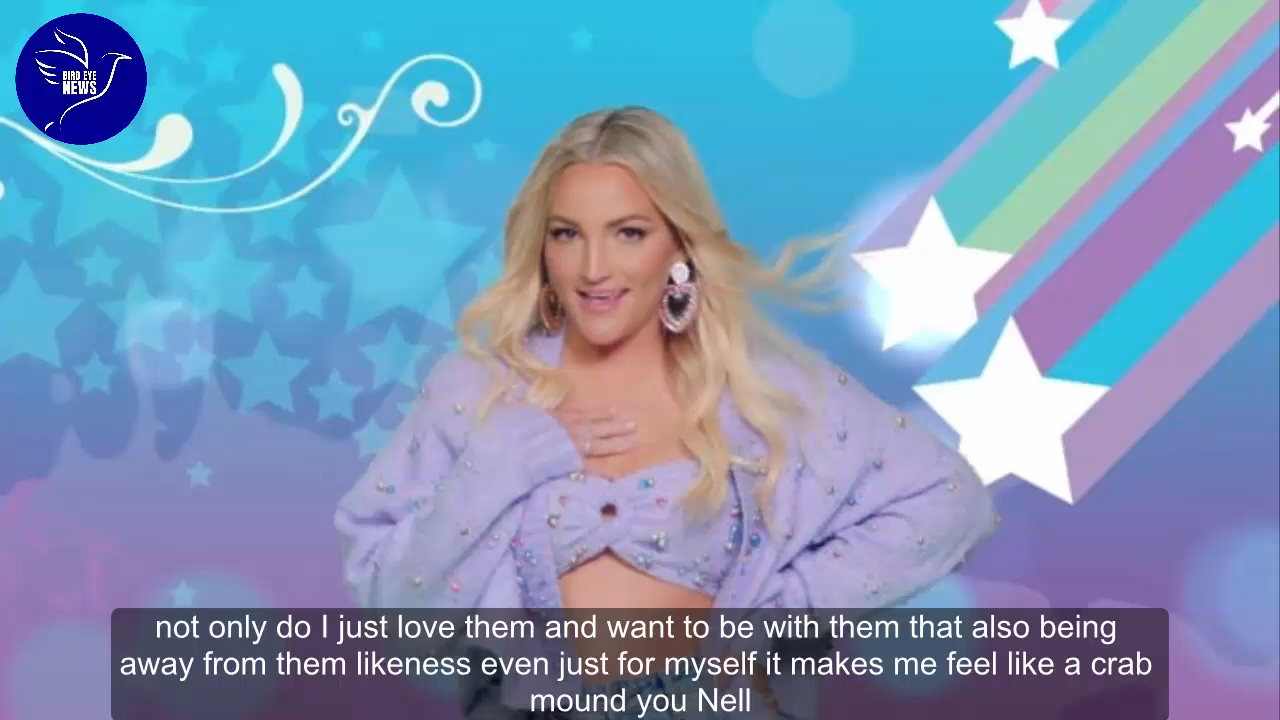 BIRD EYE
NEWS
not only do I just love them and want to be with them that also being
away from them likeness even just for myself it makes me feel like a crab
mound you Nell